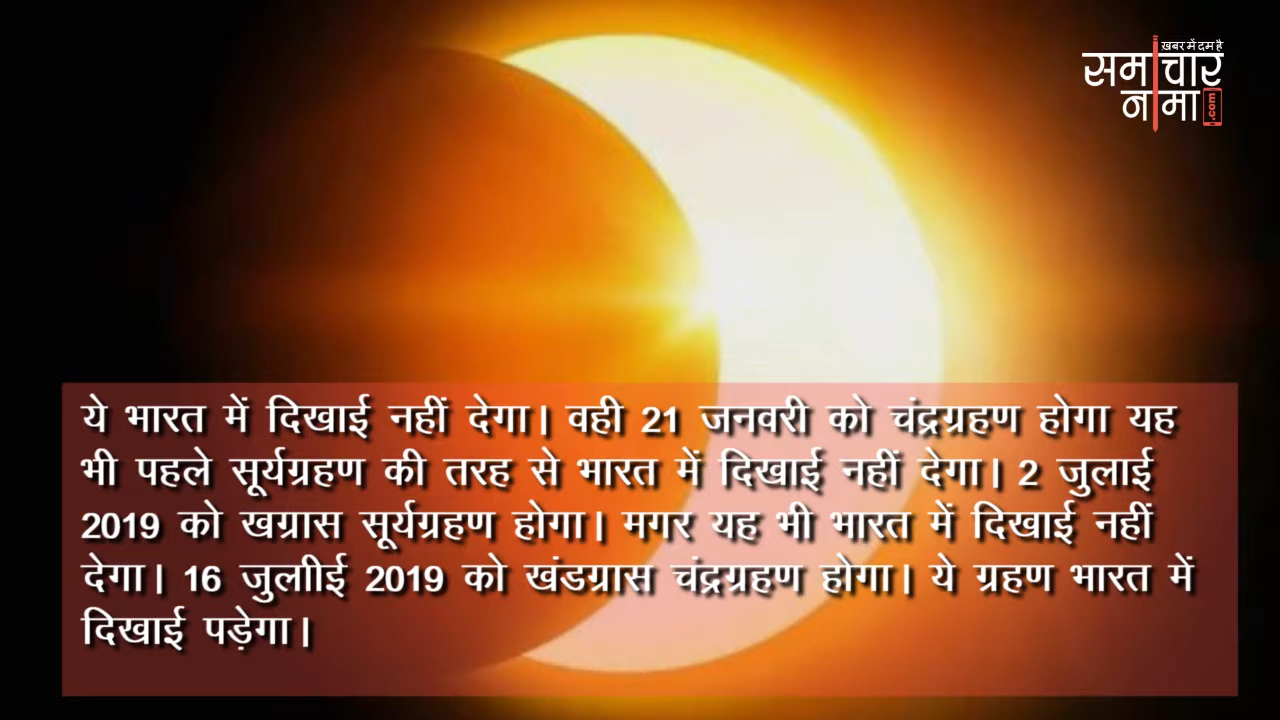 ख़बर में दम है
समाचार
नामा
.com
ये भारत में दिखाई नहीं देगा। वही 21 जनवरी को चंद्रग्रहण होगा यह
भी पहले सूर्यग्रहण की तरह से भारत में दिखाई नहीं देगा। 2 जुलाई
2019 को खग्रास सूर्यग्रहण होगा। मगर यह भी भारत में दिखाई नहीं
देगा। 16 जुलाीई 2019 को खंडग्रास चंद्रग्रहण होगा। ये ग्रहण भारत में
दिखाई पड़ेगा।